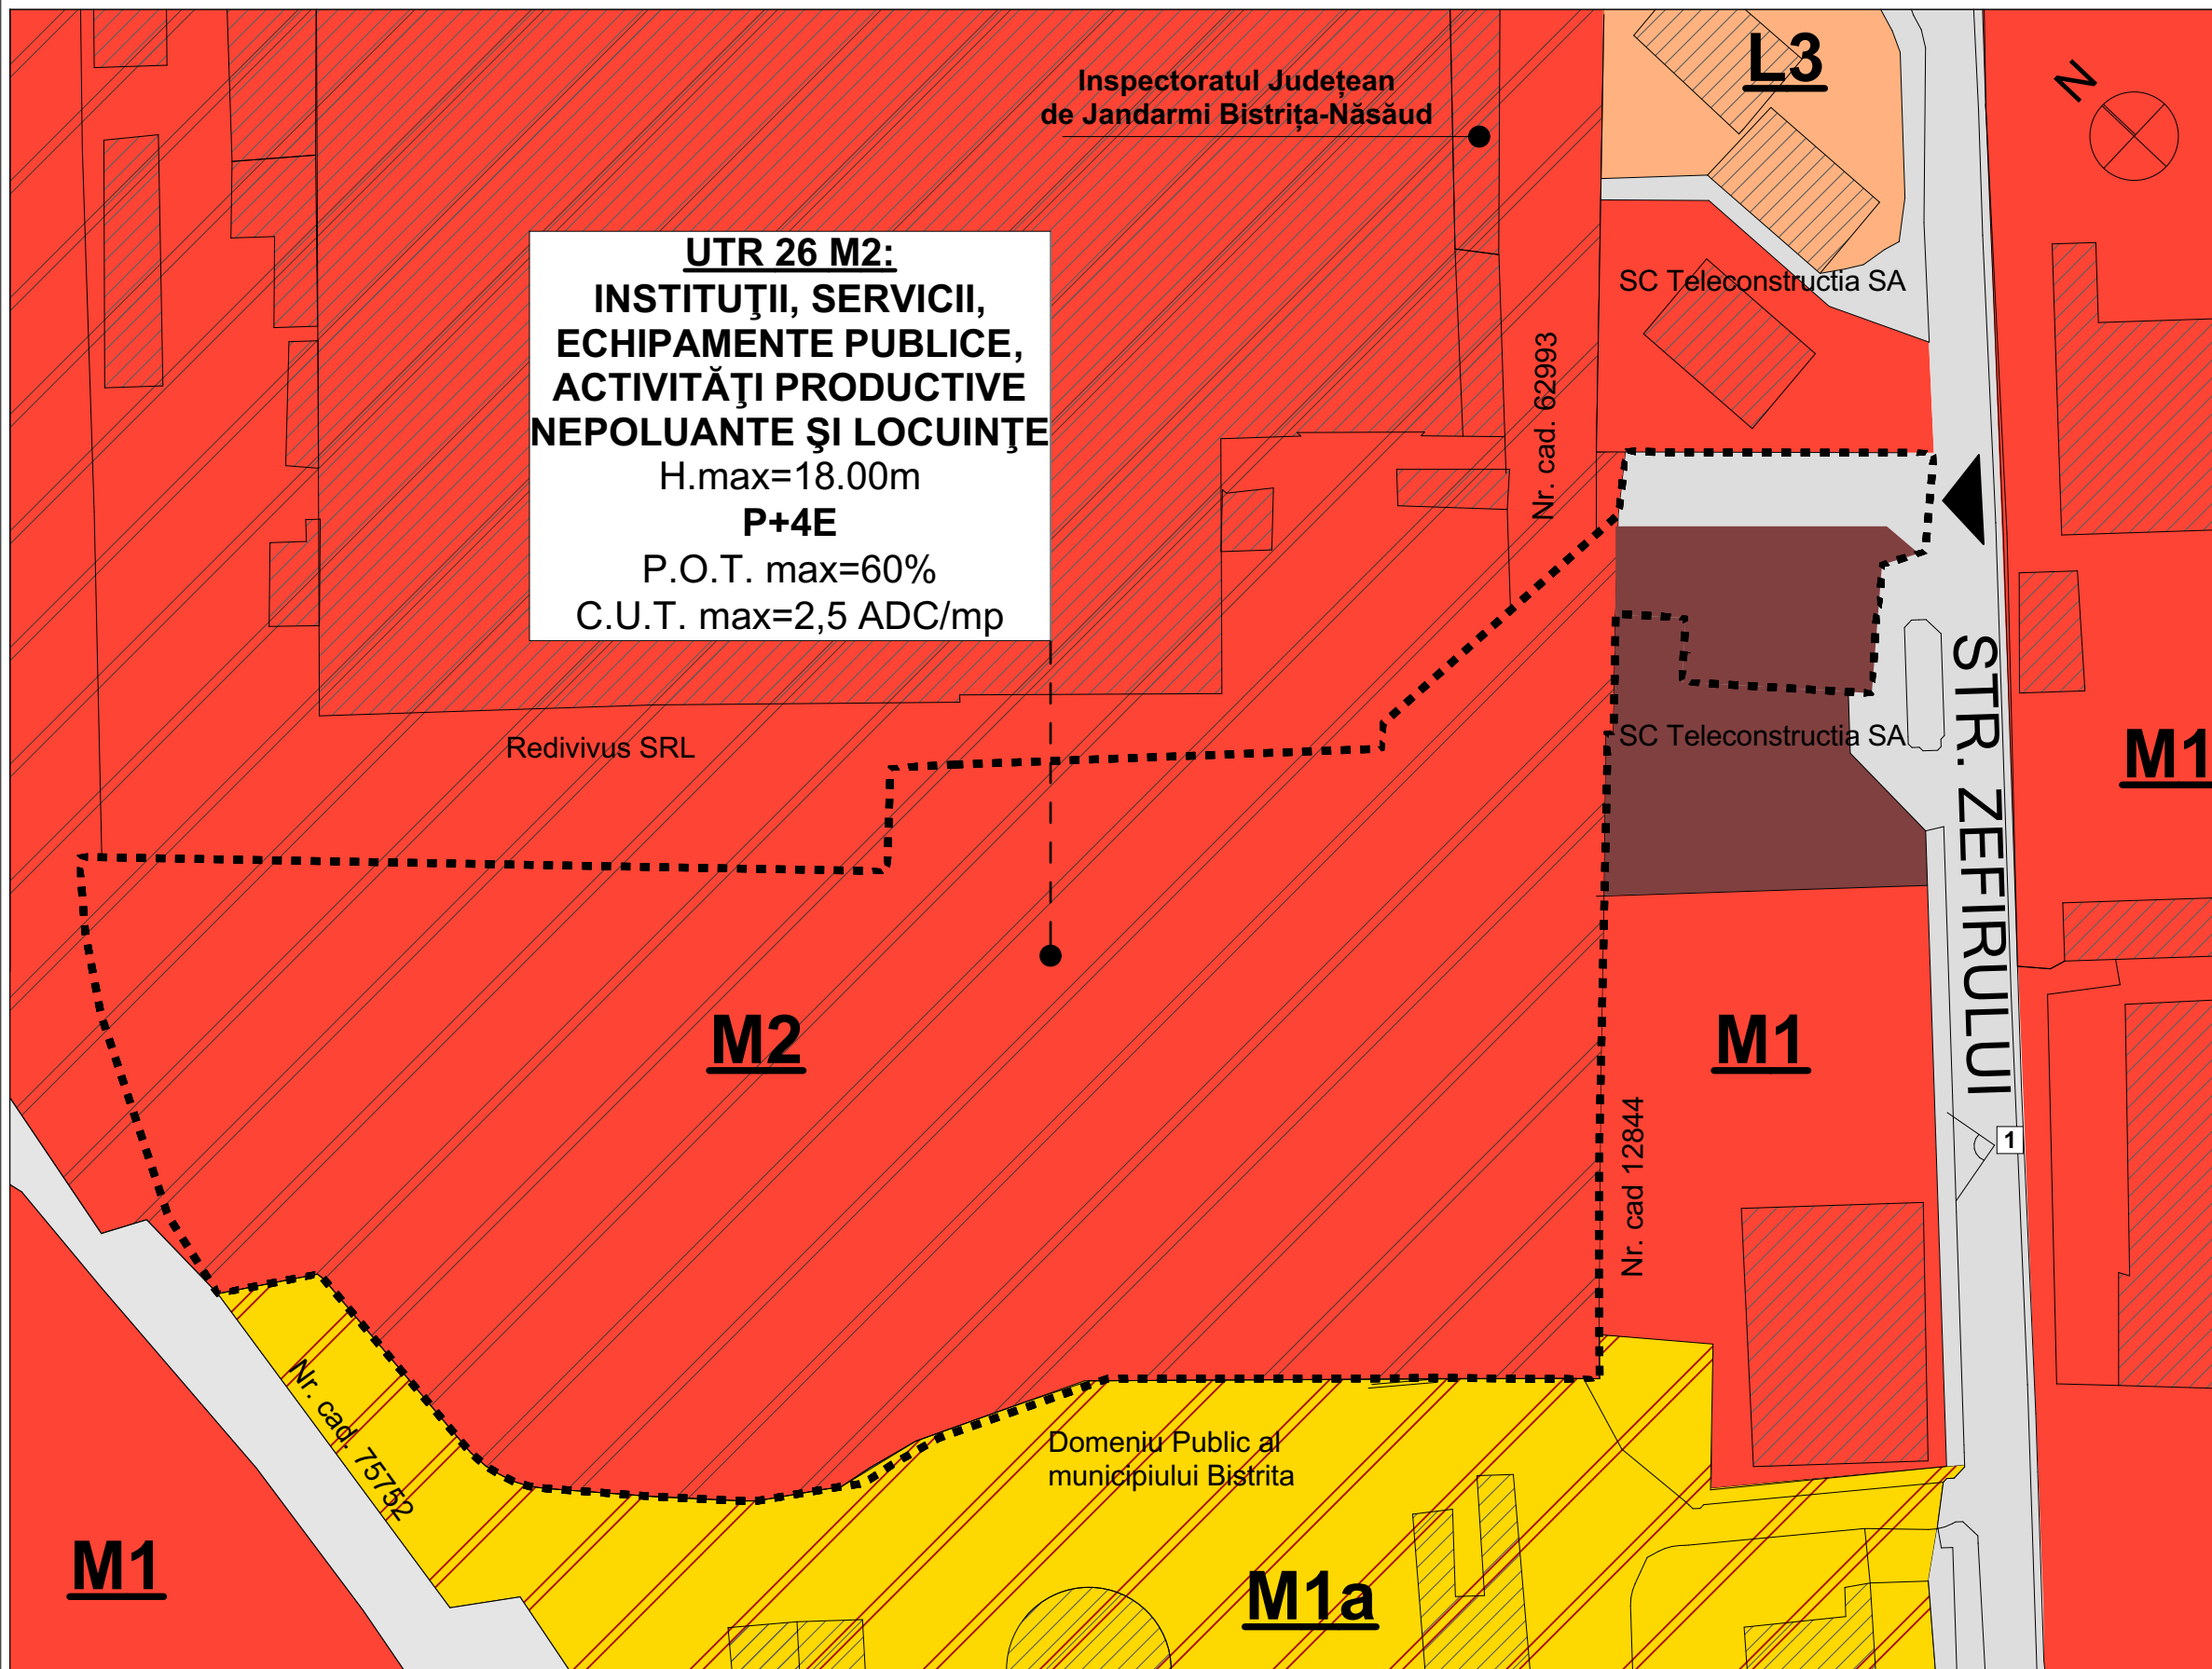 Inspectoratul Județean
de Jandarmi Bistrița-Năsăud
L3
N
UTR 26 M2:
INSTITUŢII, SERVICII,
ECHIPAMENTE PUBLICE,
ACTIVITĂŢI PRODUCTIVE
NEPOLUANTE ŞI LOCUINŢE
H.max=18.00m
P+4E
P.O.T. max=60%
C.U.T. max=2,5 ADC/mp
SC Teleconstructia SA
Nr. cad. 62993
Redivivus SRL
SC Teleconstructia SA
STR. ZEFIRULUI
M1
M2
M1
Nr. cad 12844
1
Nr. cad. 75752
Domeniu Public al
municipiului Bistrita
M1
M1a